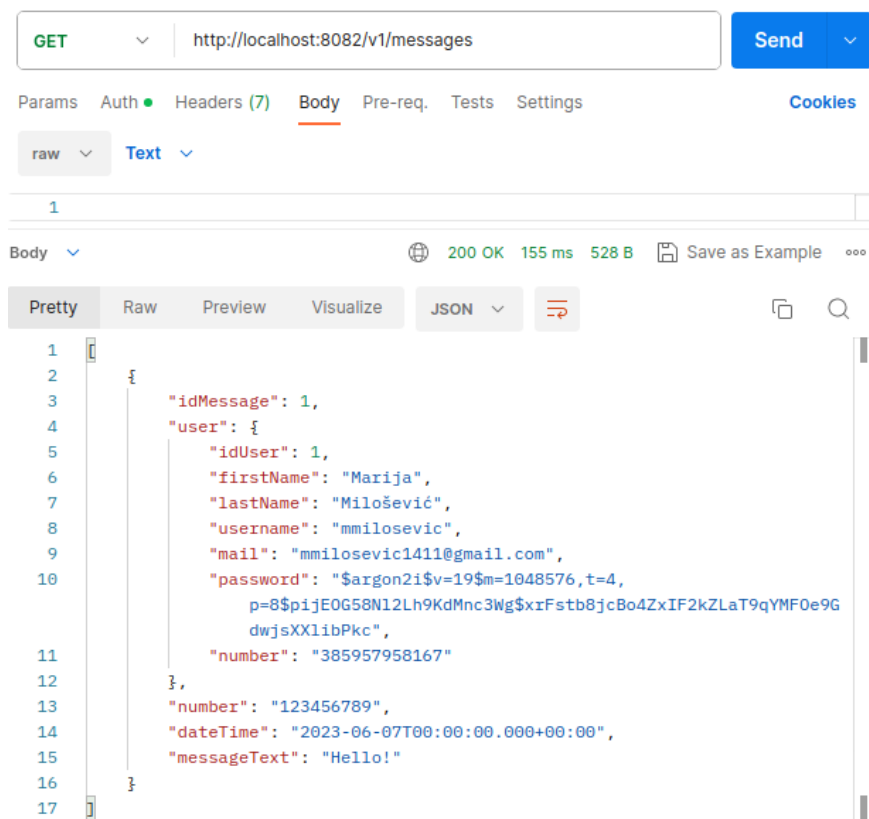 GET http://localhost:8082/v1/messages Send
Params Auth Headers (7) Body Pre-req. Tests Settings Cookies
raw Text
1
Body 200 OK 155 ms 528 B Save as Example
Pretty Raw Preview Visualize JSON
1 [
2 {
3 "idMessage": 1,
4 "user": {
5 "idUser": 1,
6 "firstName": "Marija",
7 "lastName": "Milošević",
8 "username": "mmilosevic",
9 "mail": "mmilosevic1411@gmail.com",
10 "password": "$argon2i$v=19$m=1048576,t=4,
p=8$pijEOG58Nl2Lh9KdMnc3Wg$xrFstb8jcBo4ZxIF2kZLaT9qYMFOe9G
dwjsXXlibPkc",
11 "number": "385957958167"
12 },
13 "number": "123456789",
14 "dateTime": "2023-06-07T00:00:00.000+00:00",
15 "messageText": "Hello!"
16 }
17 ]